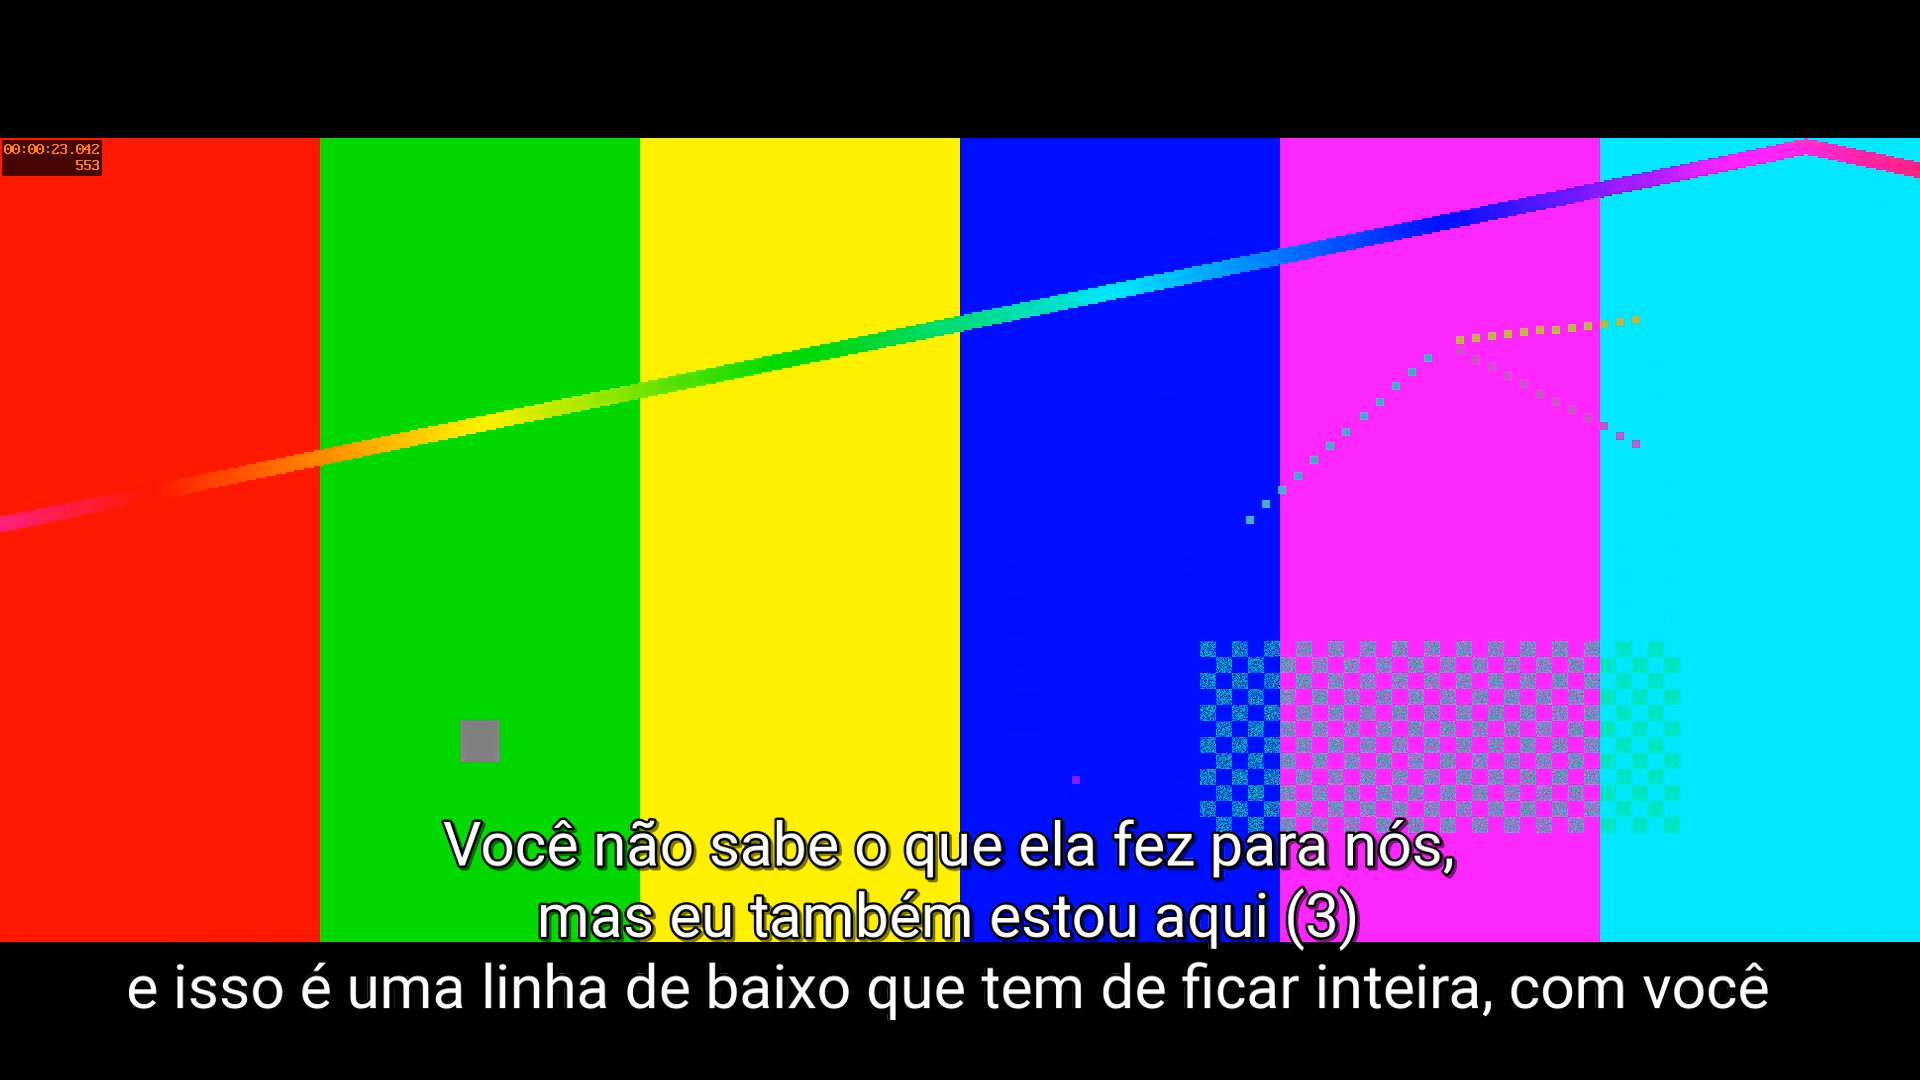 00:00:23.042
553
Você não sabe o que ela fez para nós,
mas eu também estou aqui (3)
e isso é uma linha de baixo que tem de ficar inteira, com você